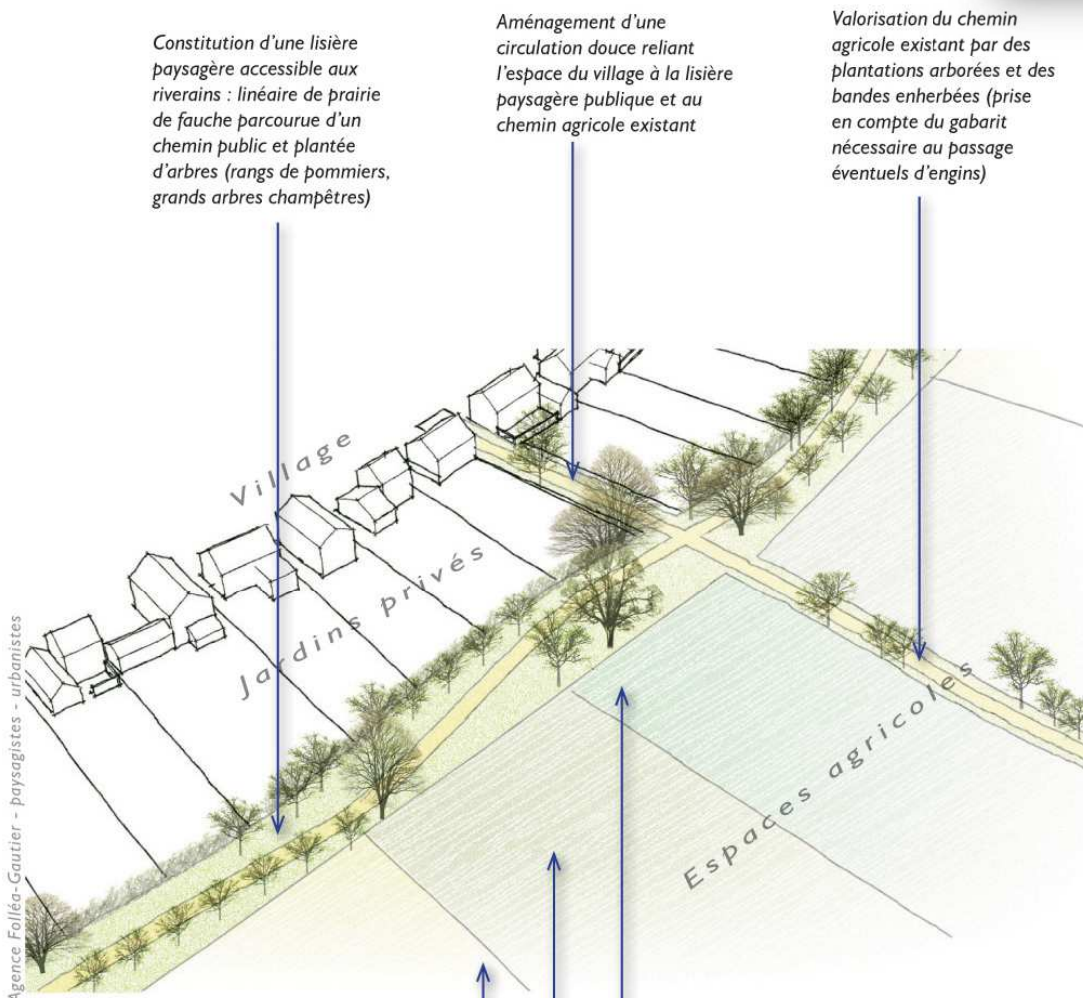 Constitution d'une lisière
paysagère accessible aux
riverains : linéaire de prairie
de fauche parcourue d'un
chemin public et plantée
d'arbres (rangs de pommiers,
grands arbres champêtres)
Aménagement d'une
circulation douce reliant
l'espace du village à la lisière
paysagère publique et au
chemin agricole existant
Valorisation du chemin
agricole existant par des
plantations arborées et des
bandes enherbées (prise
en compte du gabarit
nécessaire au passage
éventuels d'engins)
Village
Jardins privés
Espaces agricoles
Agence Folléa-Gautier - paysagistes - urbanistes